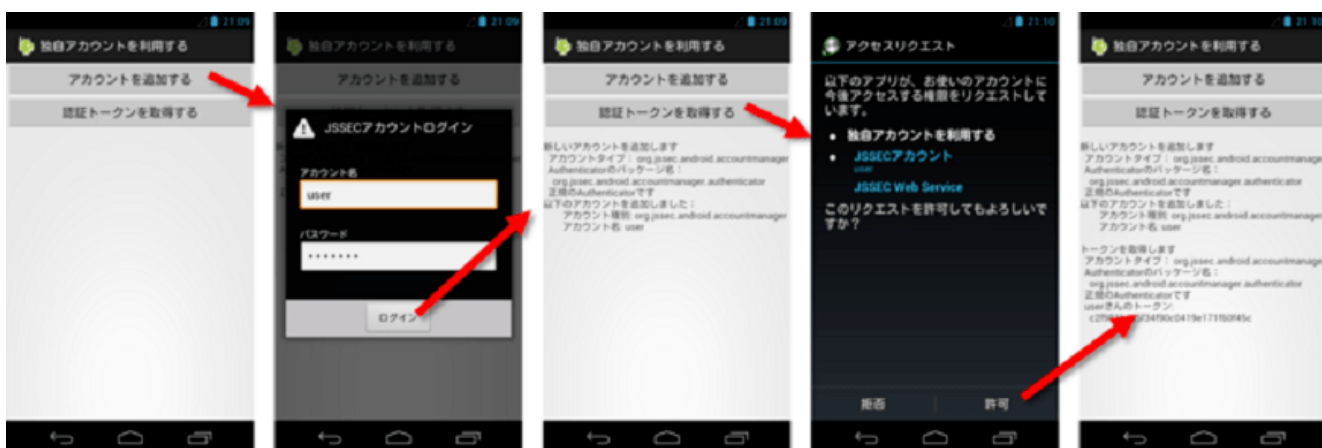 21:09
独自アカウントを利用する
アカウントを追加する
認証トークンを取得する
21:09
独自アカウントを利用する
アカウントを追加する
JSSECアカウントログイン
アカウント名
user
パスワード
•••••••
ログイン
21:09
独自アカウントを利用する
アカウントを追加する
認証トークンを取得する
新しいアカウントを追加します
アカウントタイプ： org.jssec.android.accountmanager
Authenticatorのパッケージ名：
org.jssec.android.accountmanager.authenticator
正規のAuthenticatorです
以下のアカウントを追加しました：
アカウント種別: org.jssec.android.accountmanager
アカウント名: user
21:10
アクセスリクエスト
以下のアプリが、お使いのアカウントに
今後アクセスする権限をリクエストして
います。
• 独自アカウントを利用する
• JSSECアカウント
user
JSSEC Web Service
このリクエストを許可してもよろしいで
すか？
拒否
許可
21:10
独自アカウントを利用する
アカウントを追加する
認証トークンを取得する
新しいアカウントを追加します
アカウントタイプ： org.jssec.android.accountmanager
Authenticatorのパッケージ名：
org.jssec.android.accountmanager.authenticator
正規のAuthenticatorです
以下のアカウントを追加しました：
アカウント種別: org.jssec.android.accountmanager
アカウント名: user
トークンを取得します
アカウントタイプ： org.jssec.android.accountmanager
Authenticatorのパッケージ名：
org.jssec.android.accountmanager.authenticator
正規のAuthenticatorです
userさんのトークン: